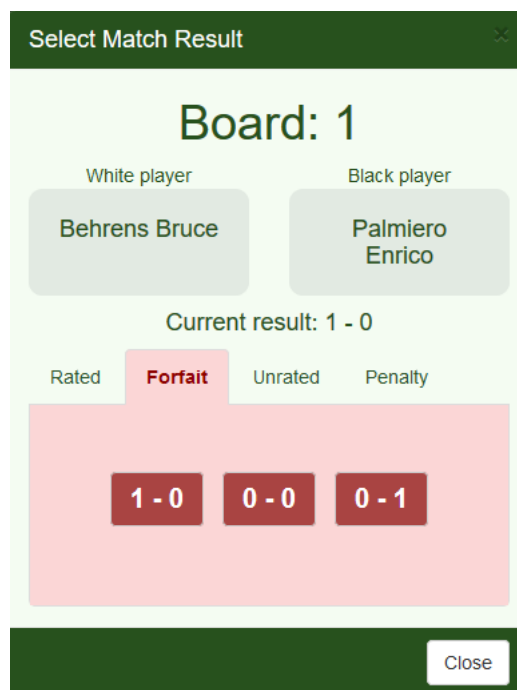 Select Match Result ×
Board: 1
White player Black player
Behrens Bruce Palmiero
Enrico
Current result: 1 - 0
Rated Forfait Unrated Penalty
1 - 0 0 - 0 0 - 1
Close